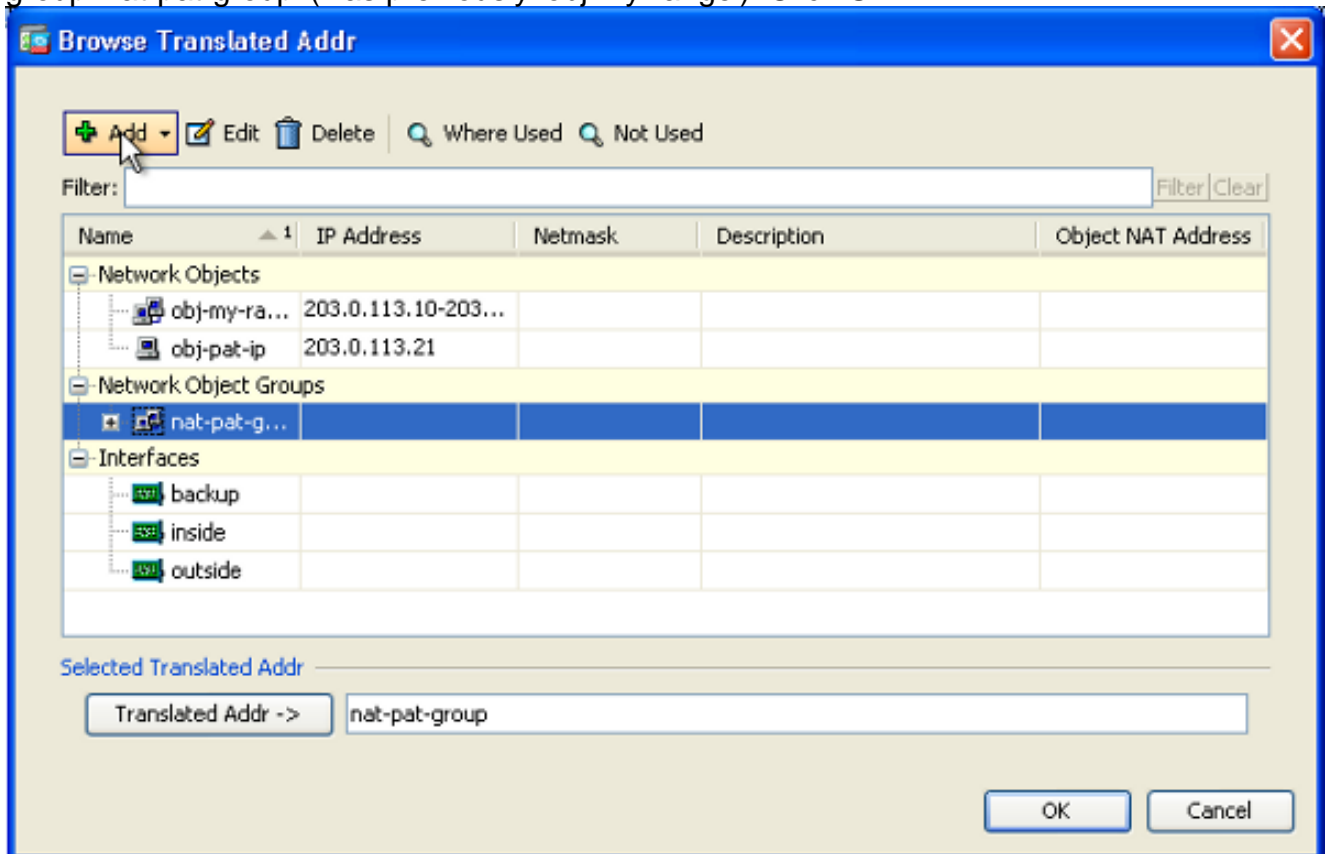 Browse Translated Addr
Add Edit Delete Where Used Not Used
Filter: Filter Clear
Name 1 IP Address Netmask Description Object NAT Address
Network Objects
obj-my-ra... 203.0.113.10-203...
obj-pat-ip 203.0.113.21
Network Object Groups
nat-pat-g...
Interfaces
backup
inside
outside
Selected Translated Addr
Translated Addr -> nat-pat-group
OK Cancel